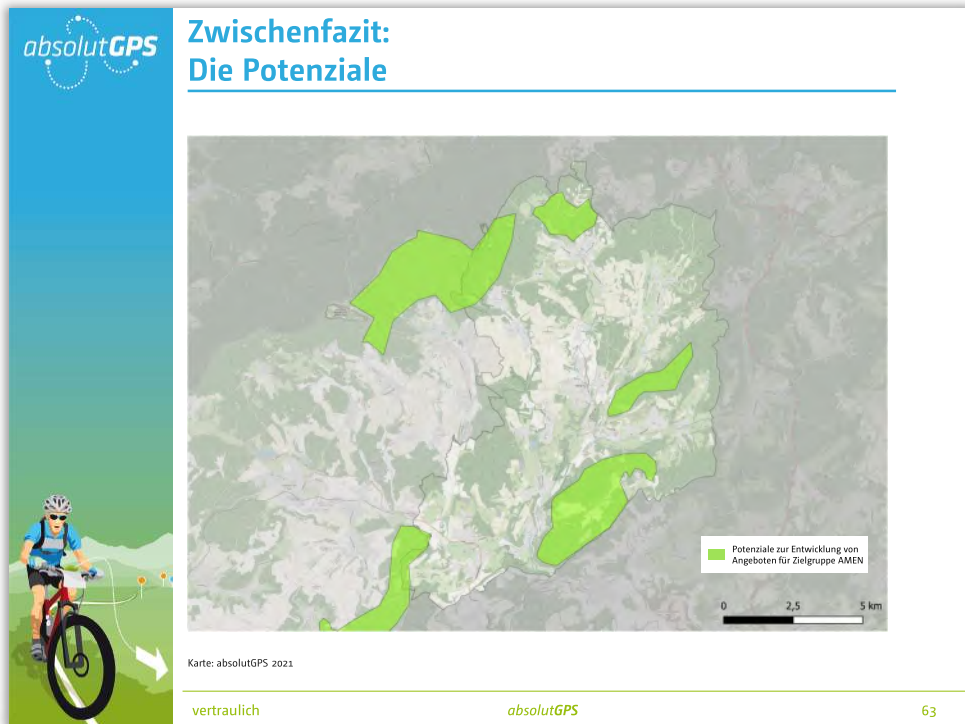 absolutGPS
Zwischenfazit:
Die Potenziale
Potenziale zur Entwicklung von
Angeboten für Zielgruppe AMEN
0 2,5 5 km
Karte: absolutGPS 2021
vertraulich absolutGPS 63